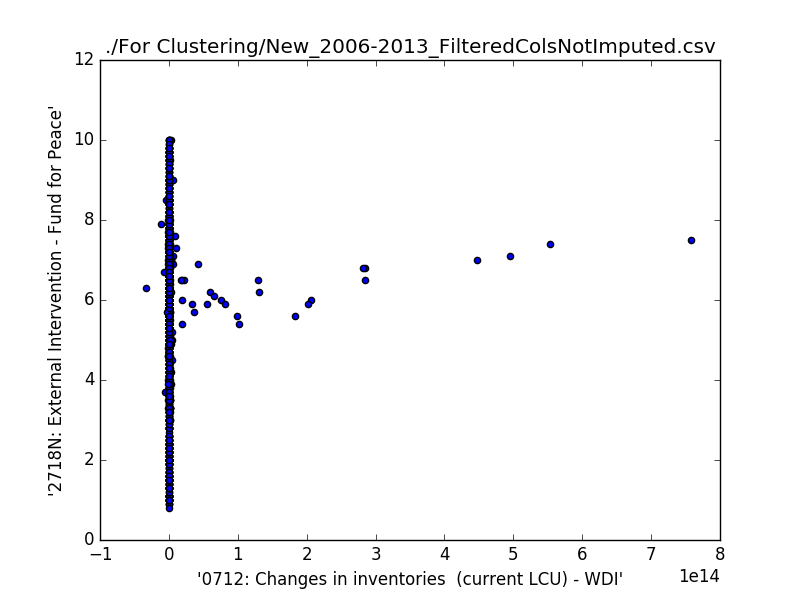 ./For Clustering/New_2006-2013_FilteredColsNotImputed.csv
12
10
8
6
4
2
0
'2718N: External Intervention - Fund for Peace'
−1 0 1 2 3 4 5 6 7 8
1e14
'0712: Changes in inventories  (current LCU) - WDI'